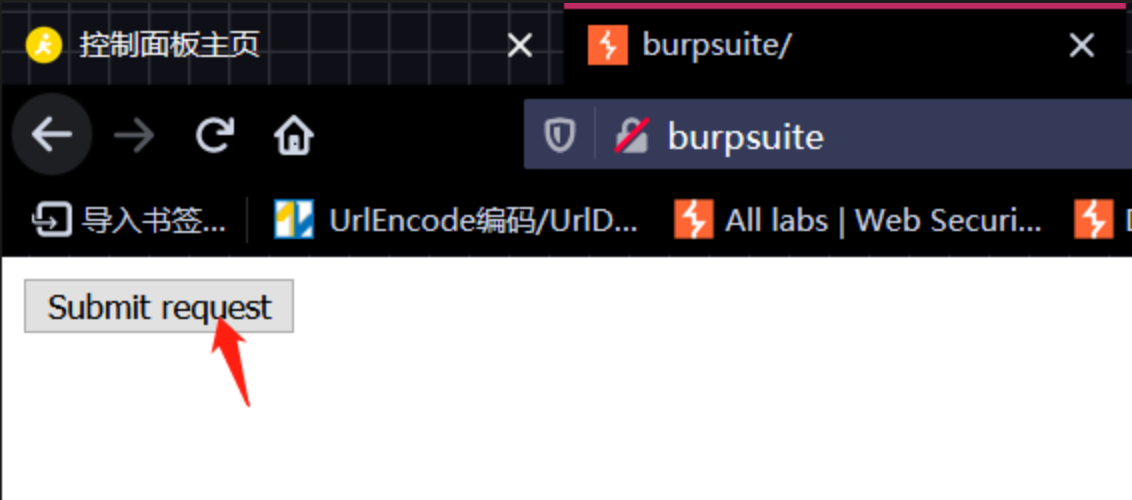 控制面板主页
burpsuite/
burpsuite
导入书签... UrlEncode编码/UrlD... All labs | Web Securi...
Submit request